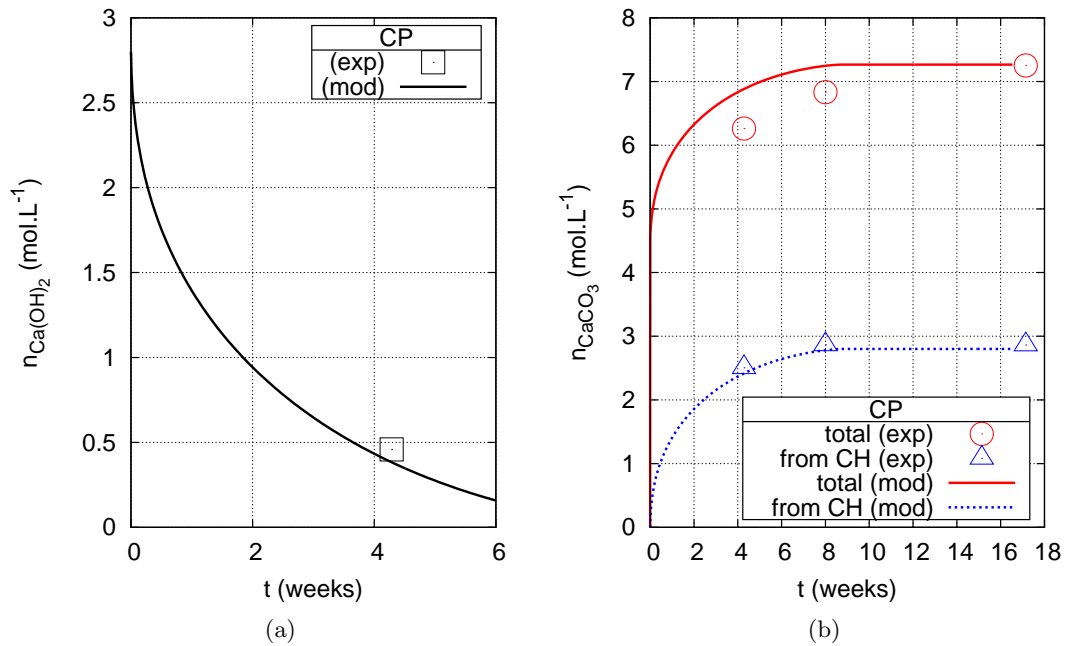 3
2.5
2
1.5
1
0.5
0
0 2 4 6
n_Ca(OH)₂ (mol.L⁻¹)
t (weeks)
CP
(exp)
(mod)
(a)
8
7
6
5
4
3
2
1
0
0 2 4 6 8 10 12 14 16 18
n_CaCO₃ (mol.L⁻¹)
t (weeks)
CP
total (exp)
from CH (exp)
total (mod)
from CH (mod)
(b)